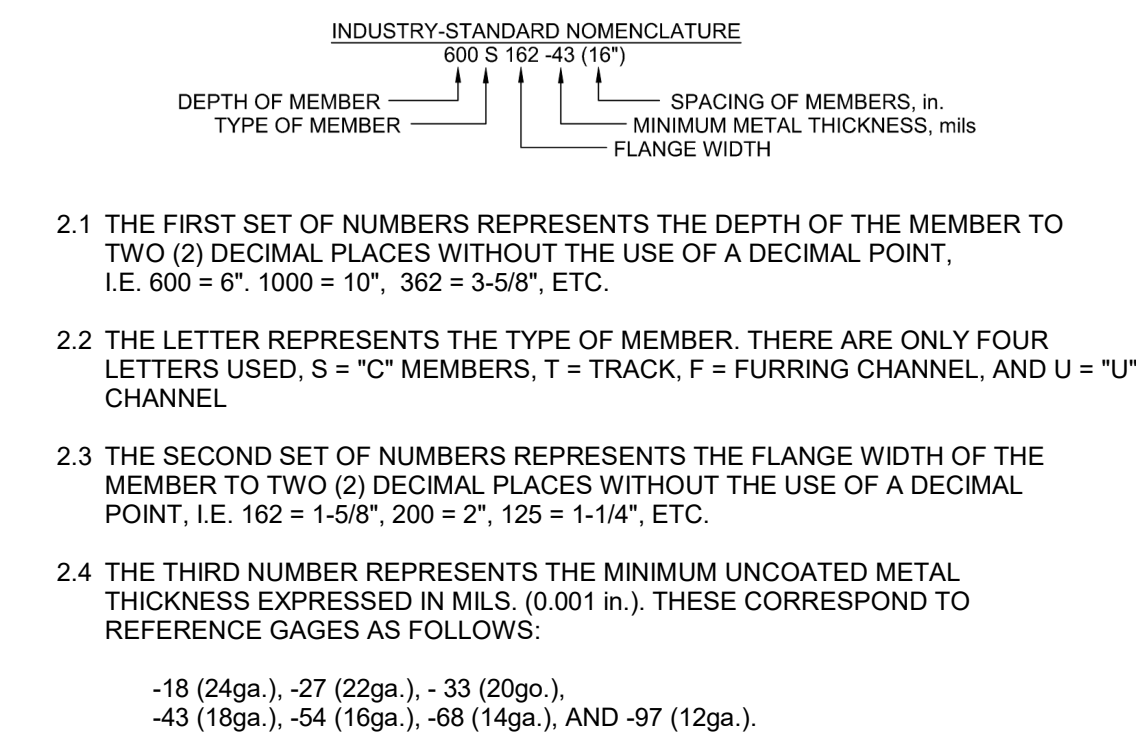 INDUSTRY-STANDARD NOMENCLATURE
600 S 162 -43 (16")
DEPTH OF MEMBER
SPACING OF MEMBERS, in.
TYPE OF MEMBER
MINIMUM METAL THICKNESS, mils
FLANGE WIDTH
2.1 THE FIRST SET OF NUMBERS REPRESENTS THE DEPTH OF THE MEMBER TO
TWO (2) DECIMAL PLACES WITHOUT THE USE OF A DECIMAL POINT,
I.E. 600 = 6". 1000 = 10", 362 = 3-5/8", ETC.
2.2 THE LETTER REPRESENTS THE TYPE OF MEMBER. THERE ARE ONLY FOUR
LETTERS USED, S = "C" MEMBERS, T = TRACK, F = FURRING CHANNEL, AND U = "U"
CHANNEL
2.3 THE SECOND SET OF NUMBERS REPRESENTS THE FLANGE WIDTH OF THE
MEMBER TO TWO (2) DECIMAL PLACES WITHOUT THE USE OF A DECIMAL
POINT, I.E. 162 = 1-5/8", 200 = 2", 125 = 1-1/4", ETC.
2.4 THE THIRD NUMBER REPRESENTS THE MINIMUM UNCOATED METAL
THICKNESS EXPRESSED IN MILS. (0.001 in.). THESE CORRESPOND TO
REFERENCE GAGES AS FOLLOWS:
-18 (24ga.), -27 (22ga.), - 33 (20go.),
-43 (18ga.), -54 (16ga.), -68 (14ga.), AND -97 (12ga.).